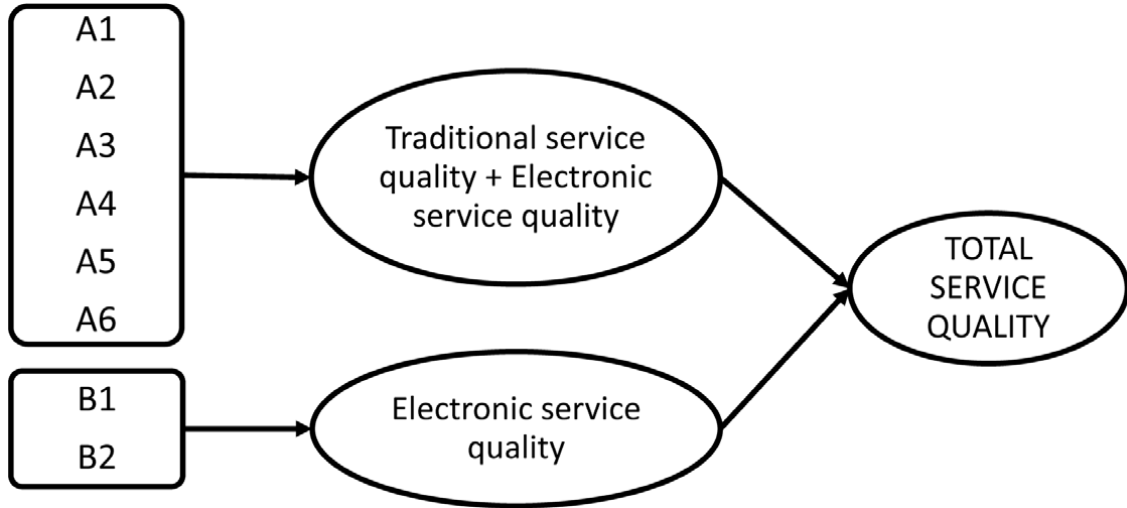 A1
A2
A3
A4
A5
A6
Traditional service
quality + Electronic
service quality
B1
B2
Electronic service
quality
TOTAL
SERVICE
QUALITY